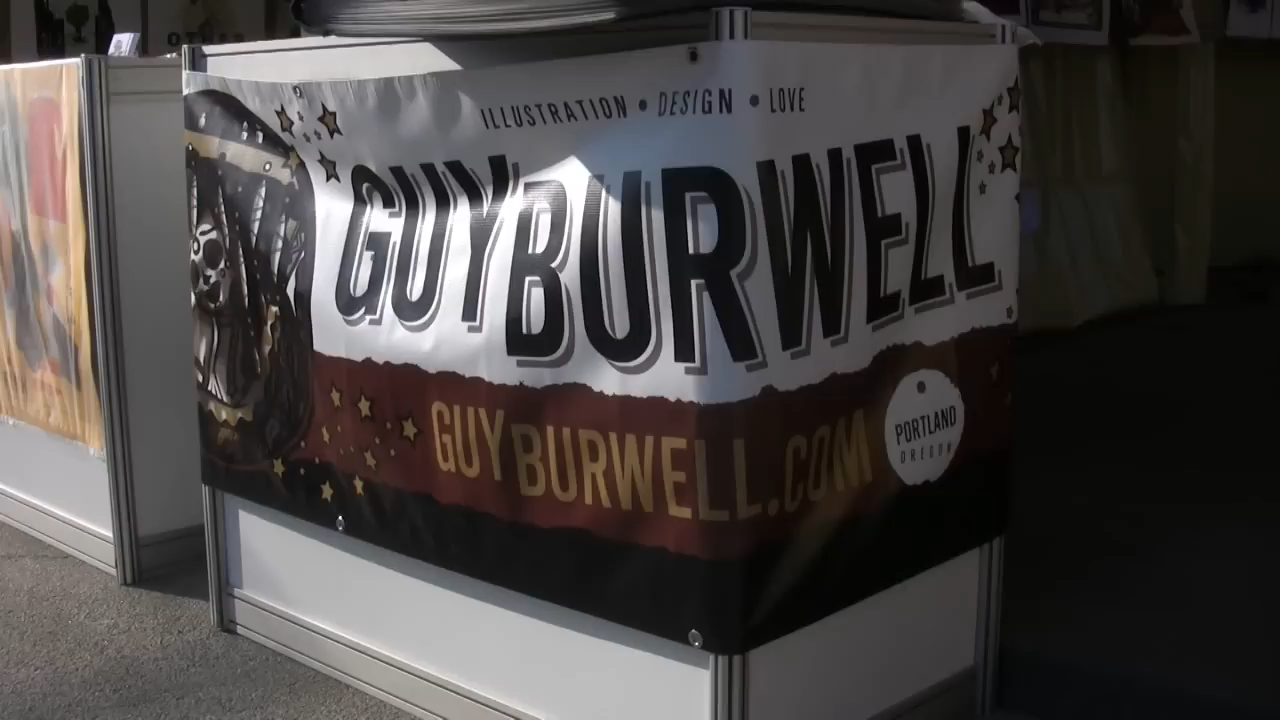 ILLUSTRATION • DESIGN • LOVE
GUYBURWELL
GUYBURWELL.COM
PORTLAND
OREGON